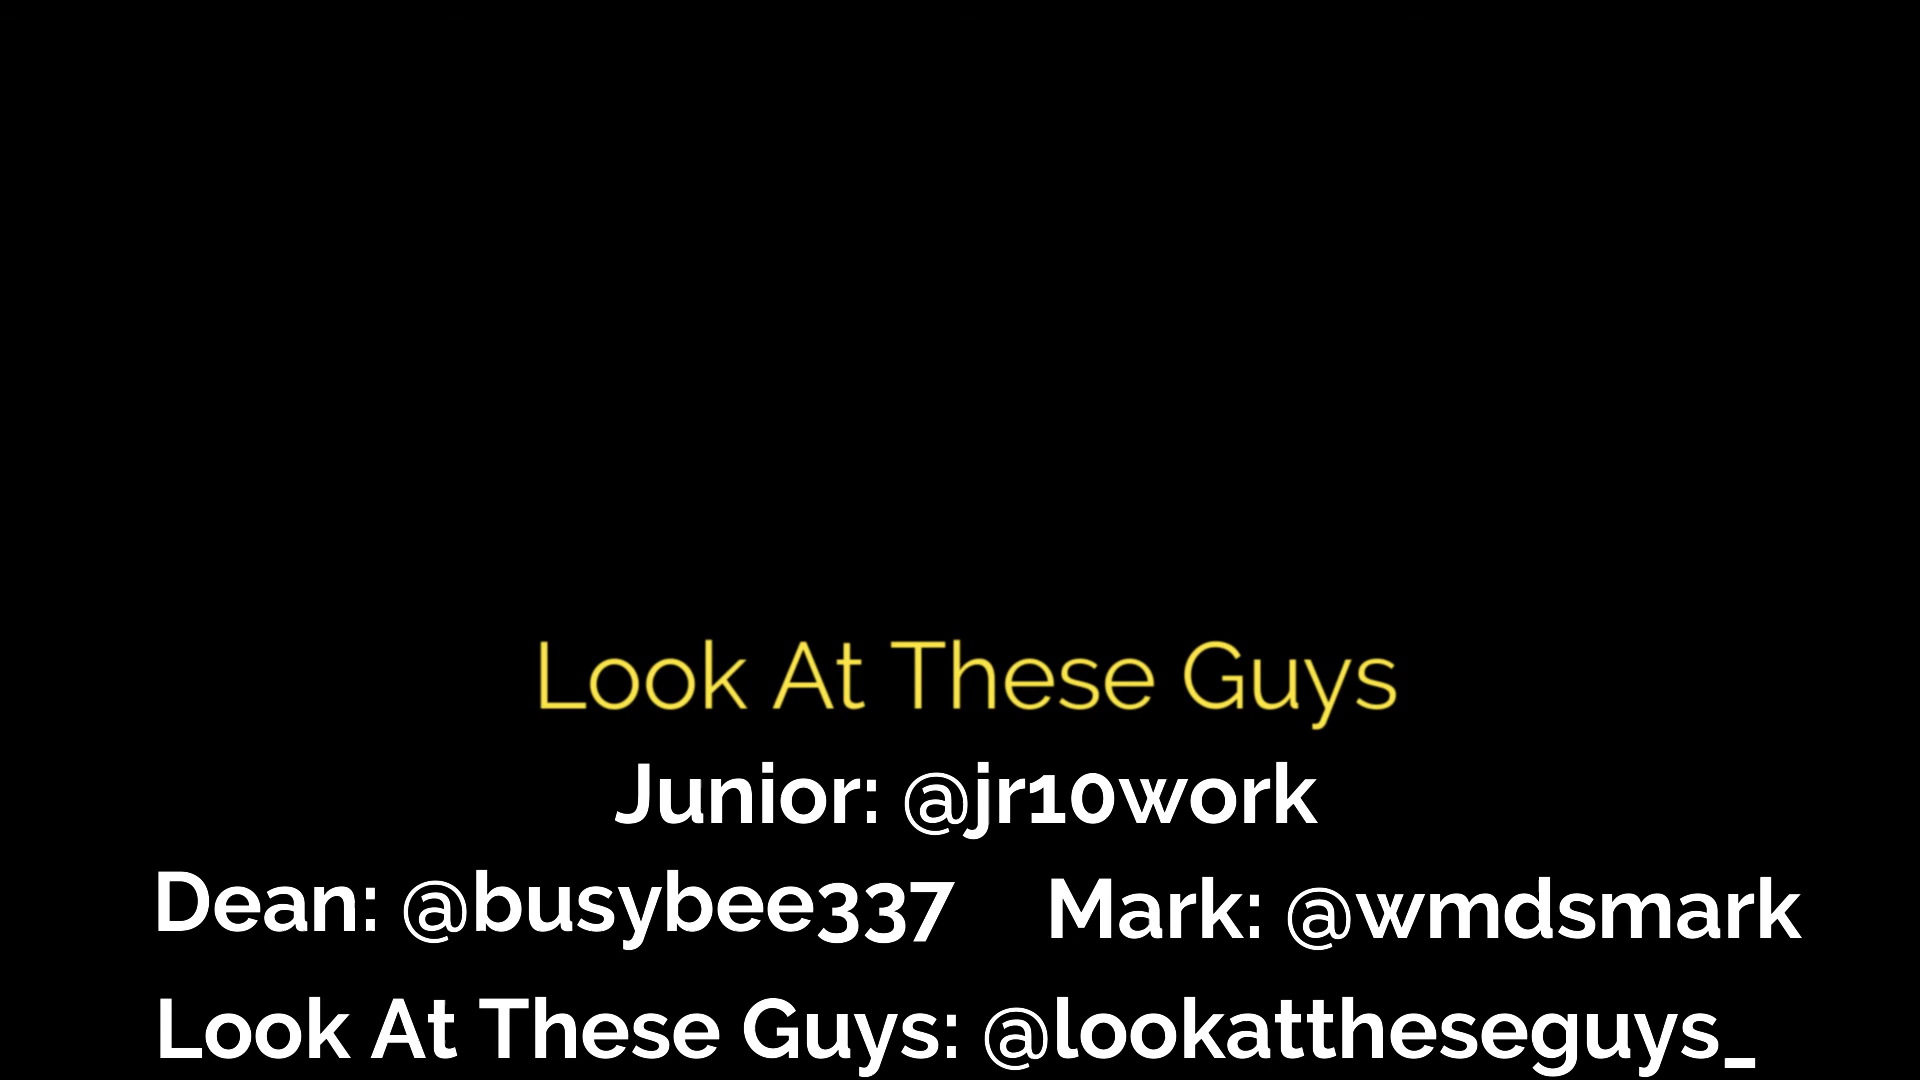 Look At These Guys
Junior: @jr10work
Dean: @busybee337 Mark: @wmdsmark
Look At These Guys: @lookattheseguys_